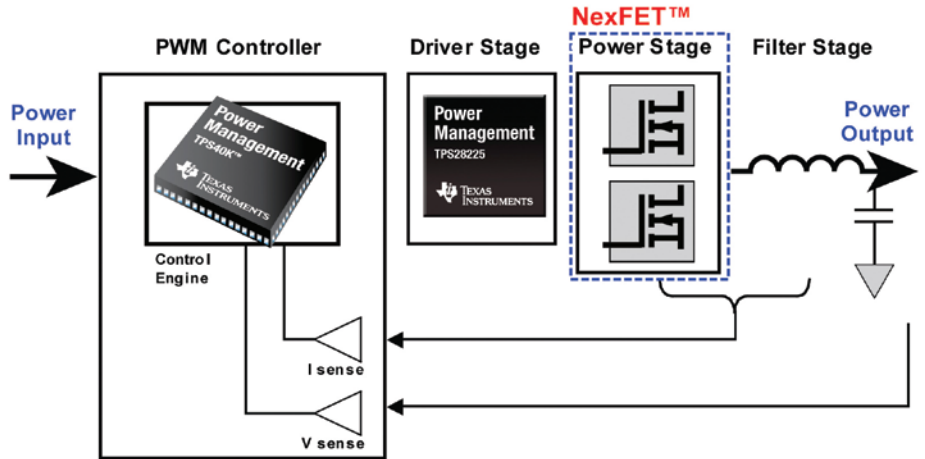 NexFET™
PWM Controller
Driver Stage
Power Stage
Filter Stage
Power
Input
Power
Management
TPS40K™
TEXAS
INSTRUMENTS
Control
Engine
Power
Management
TPS28225
TEXAS
INSTRUMENTS
Power
Output
I sense
V sense